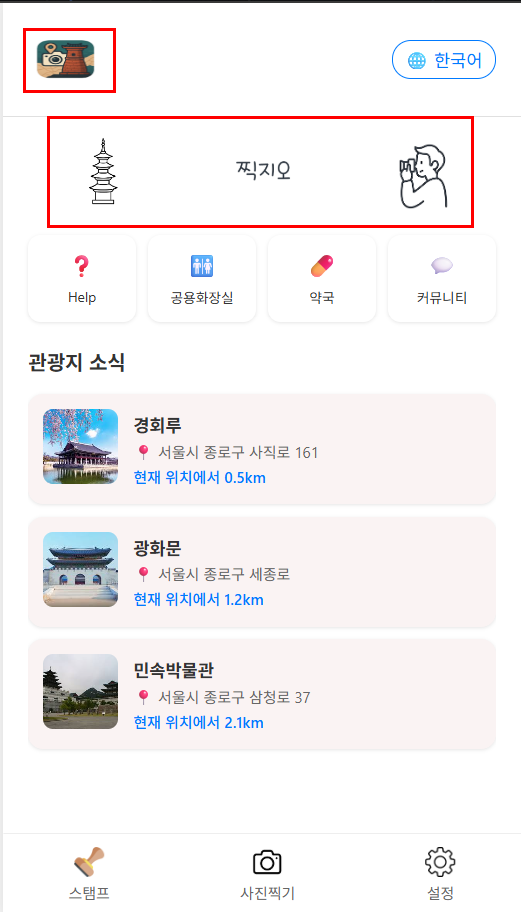 한국어
찍지오
Help
공용화장실
약국
커뮤니티
관광지 소식
경회루
서울시 종로구 사직로 161
현재 위치에서 0.5km
광화문
서울시 종로구 세종로
현재 위치에서 1.2km
민속박물관
서울시 종로구 삼청로 37
현재 위치에서 2.1km
스탬프
사진찍기
설정